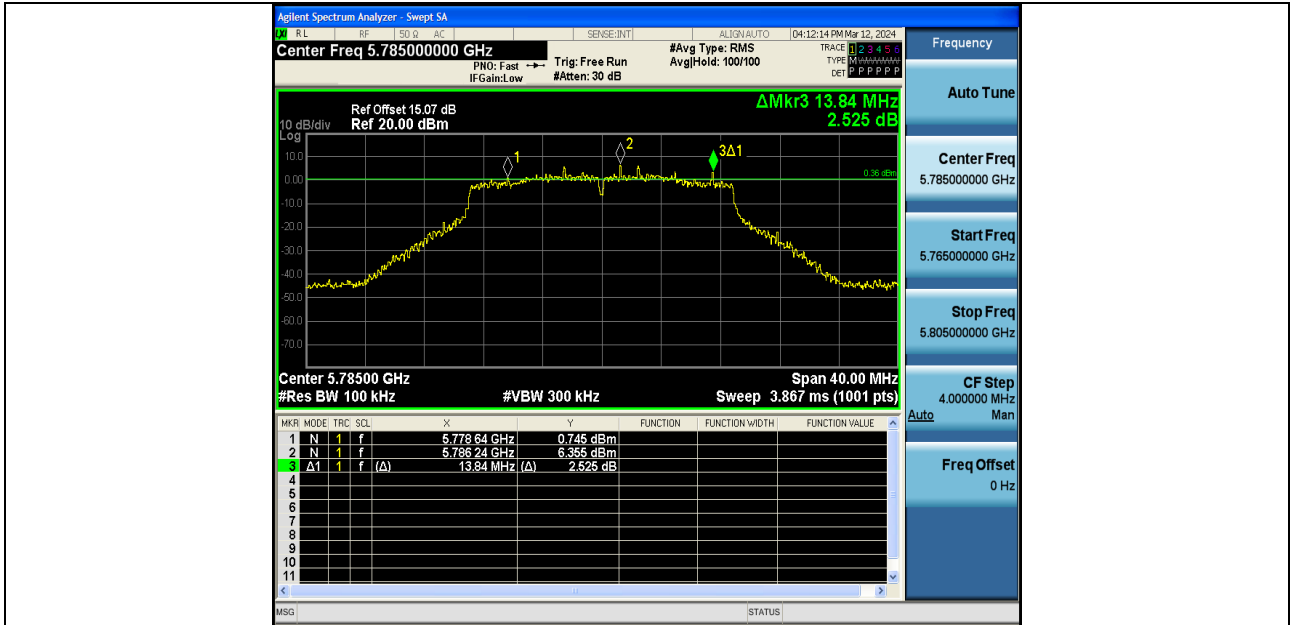 Agilent Spectrum Analyzer - Swept SA
LXI RL RF 50 Ω AC SENSE:INT ALIGN AUTO 04:12:14 PM Mar 12, 2024
Center Freq 5.785000000 GHz
PNO: Fast
IFGain:Low
Trig: Free Run
#Atten: 30 dB
#Avg Type: RMS
Avg|Hold: 100/100
TRACE 1 2 3 4 5 6
TYPE M
DET P P P P P P
Ref Offset 15.07 dB
10 dB/div Ref 20.00 dBm
Log
ΔMkr3 13.84 MHz
2.525 dB
10.0
0.00
-10.0
-20.0
-30.0
-40.0
-50.0
-60.0
-70.0
1
2
3Δ1
0.36 dBm
Center 5.78500 GHz Span 40.00 MHz
#Res BW 100 kHz #VBW 300 kHz Sweep 3.867 ms (1001 pts)
MKR MODE TRC SCL X Y FUNCTION FUNCTION WIDTH FUNCTION VALUE
1 N 1 f 5.778 64 GHz 0.745 dBm
2 N 1 f 5.786 24 GHz 6.355 dBm
3 Δ1 1 f (Δ) 13.84 MHz (Δ) 2.525 dB
4
5
6
7
8
9
10
11
MSG STATUS
Frequency
Auto Tune
Center Freq
5.785000000 GHz
Start Freq
5.765000000 GHz
Stop Freq
5.805000000 GHz
CF Step
4.000000 MHz
Auto Man
Freq Offset
0 Hz